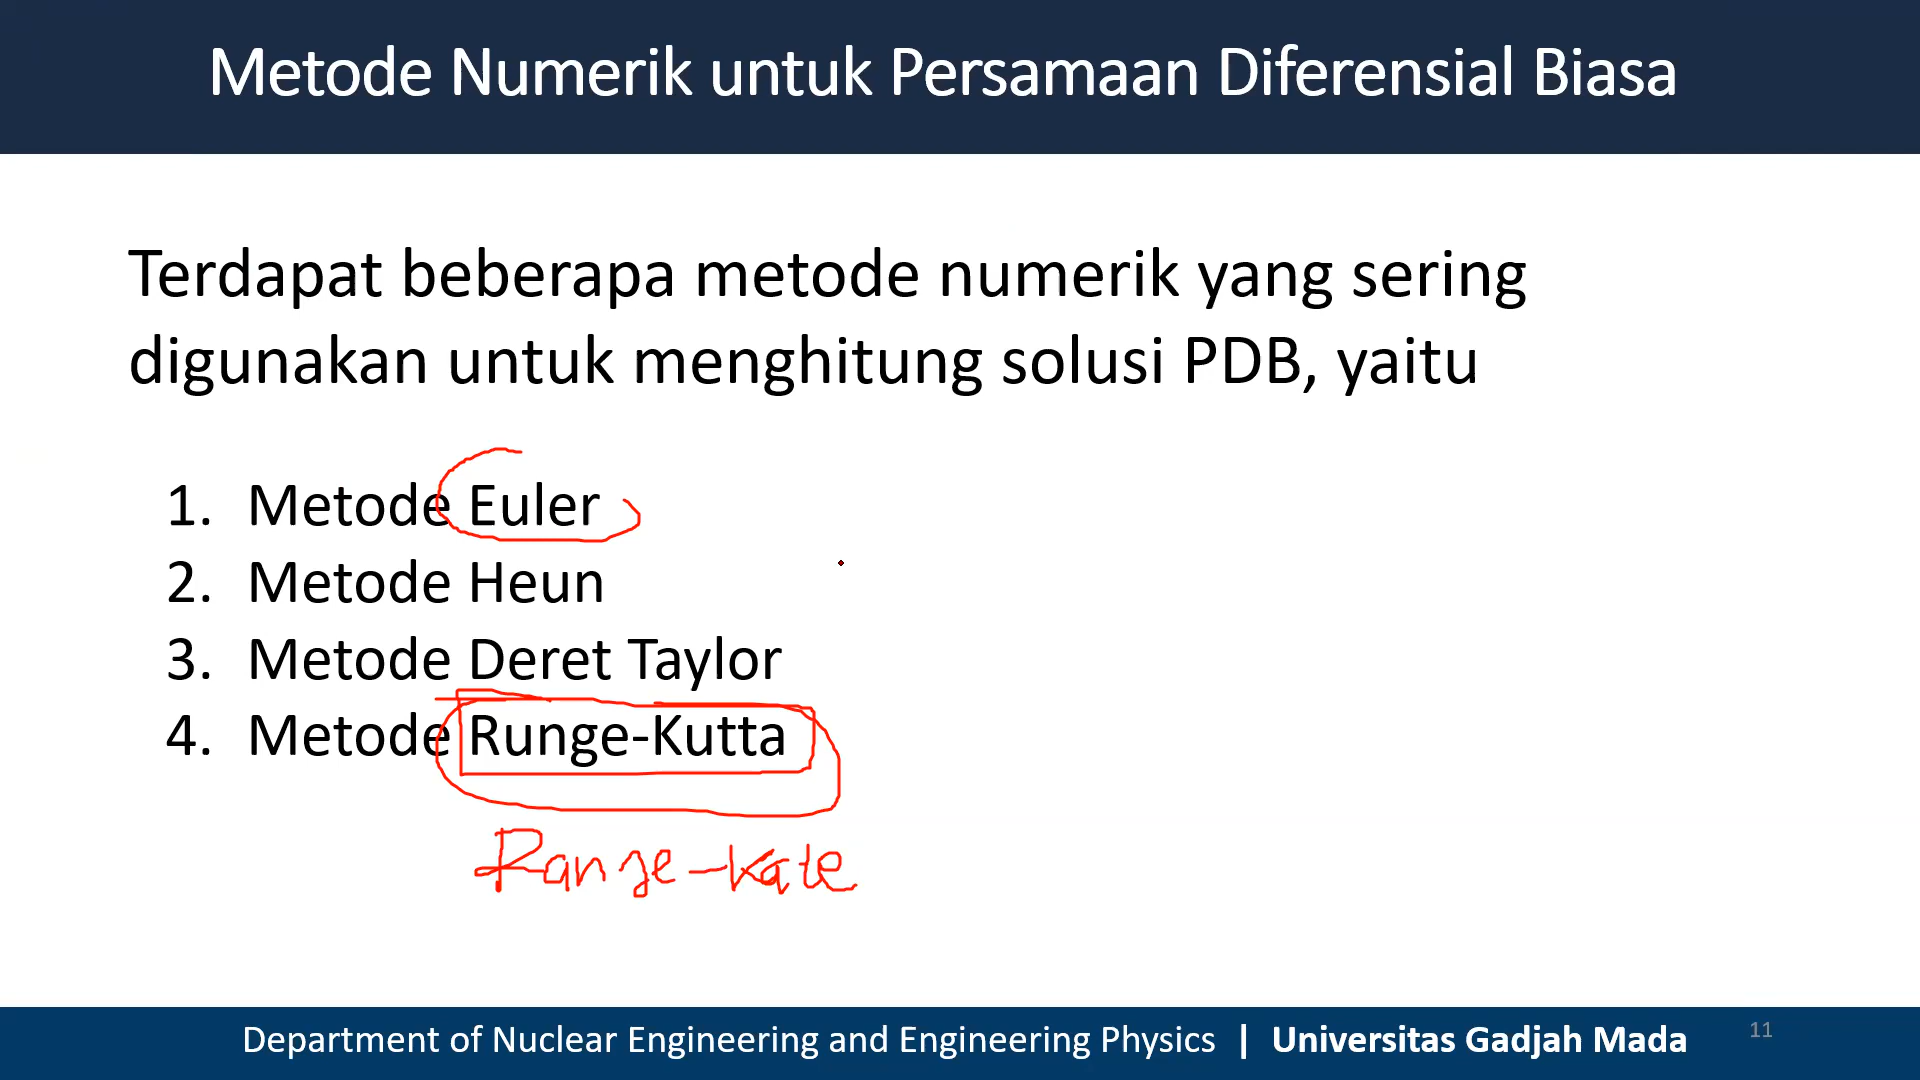 Metode Numerik untuk Persamaan Diferensial Biasa
Terdapat beberapa metode numerik yang sering
digunakan untuk menghitung solusi PDB, yaitu
1. Metode Euler
2. Metode Heun
3. Metode Deret Taylor
4. Metode Runge-Kutta
Range-Kate
Department of Nuclear Engineering and Engineering Physics | Universitas Gadjah Mada 11